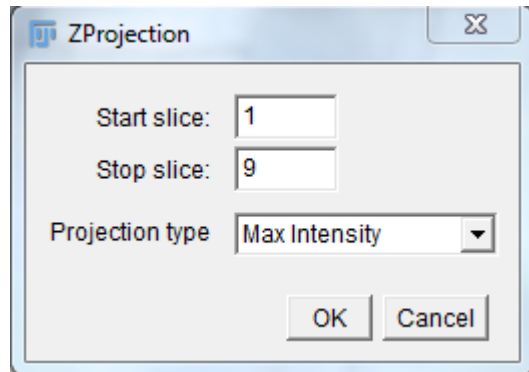 ZProjection
Start slice: 1
Stop slice: 9
Projection type Max Intensity
OK Cancel